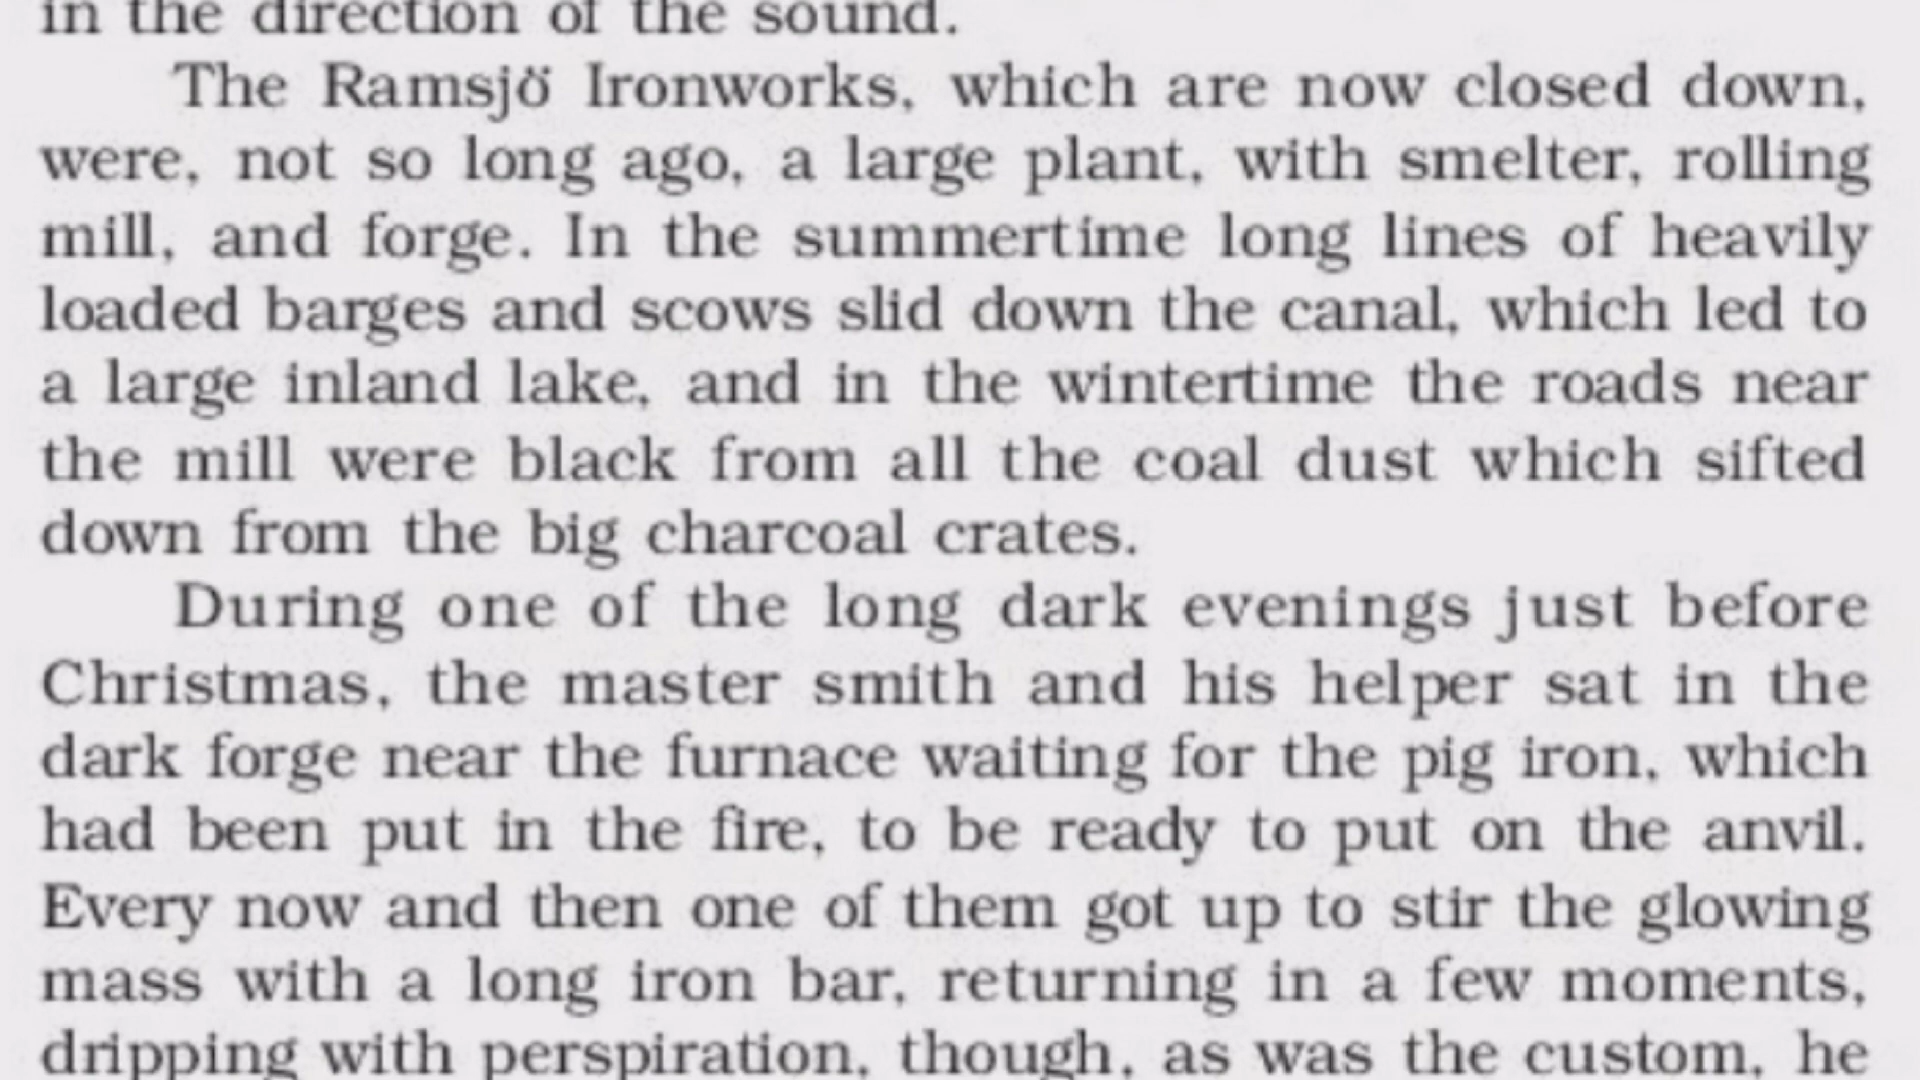 in the direction of the sound.
The Ramsjö Ironworks, which are now closed down,
were, not so long ago, a large plant, with smelter, rolling
mill, and forge. In the summertime long lines of heavily
loaded barges and scows slid down the canal, which led to
a large inland lake, and in the wintertime the roads near
the mill were black from all the coal dust which sifted
down from the big charcoal crates.
During one of the long dark evenings just before
Christmas, the master smith and his helper sat in the
dark forge near the furnace waiting for the pig iron, which
had been put in the fire, to be ready to put on the anvil.
Every now and then one of them got up to stir the glowing
mass with a long iron bar, returning in a few moments,
dripping with perspiration, though, as was the custom, he